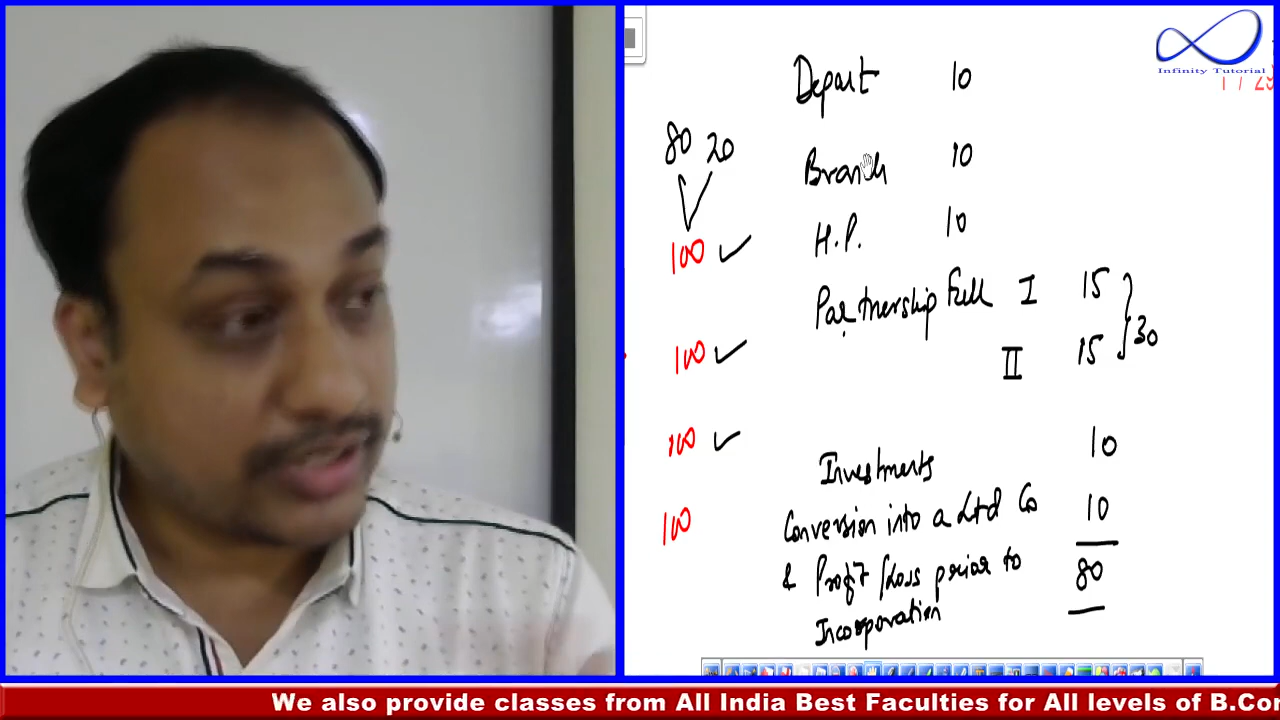 Infinity Tutorial
Depart 10
80 20
Branch 10
100 ✓
H.P. 10
Partnership Full I 15
II 15 } 30
100 ✓
100 ✓
Investments 10
100
Conversion into a Ltd Co 10
& Profit /Loss prior to 80
Incorporation
We also provide classes from All India Best Faculties for All levels of B.Co